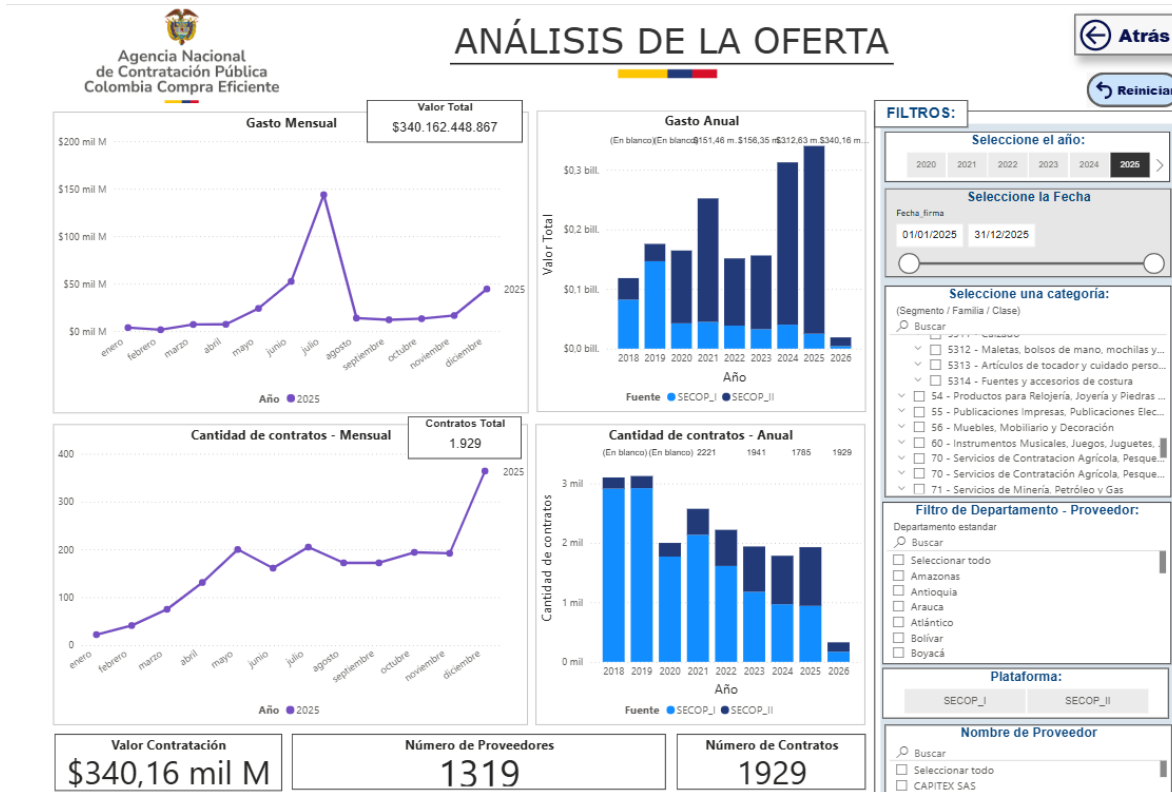 Agencia Nacional
de Contratación Pública
Colombia Compra Eficiente
ANÁLISIS DE LA OFERTA
Atrás
Reiniciar
Gasto Mensual
Valor Total
$340.162.448.867
$200 mil M
$150 mil M
$100 mil M
$50 mil M
$0 mil M
2025
enero
febrero
marzo
abril
mayo
junio
julio
agosto
septiembre
octubre
noviembre
diciembre
Año 2025
Gasto Anual
(En blanco) (En blanco) $151,46 m... $156,35 m... $312,63 m... $340,16 m...
Valor Total
$0,3 bill.
$0,2 bill.
$0,1 bill.
$0,0 bill.
2018 2019 2020 2021 2022 2023 2024 2025 2026
Año
Fuente SECOP_I SECOP_II
Cantidad de contratos - Mensual
Contratos Total
1.929
400
300
200
100
0
2025
enero
febrero
marzo
abril
mayo
junio
julio
agosto
septiembre
octubre
noviembre
diciembre
Año 2025
Cantidad de contratos - Anual
(En blanco) (En blanco) 2221 1941 1785 1929
Cantidad de contratos
3 mil
2 mil
1 mil
0 mil
2018 2019 2020 2021 2022 2023 2024 2025 2026
Año
Fuente SECOP_I SECOP_II
Valor Contratación
$340,16 mil M
Número de Proveedores
1319
Número de Contratos
1929
FILTROS:
Seleccione el año:
2020 2021 2022 2023 2024 2025
Seleccione la Fecha
Fecha_firma
01/01/2025 31/12/2025
Seleccione una categoría:
(Segmento / Familia / Clase)
Buscar
5312 - Maletas, bolsos de mano, mochilas y...
5313 - Artículos de tocador y cuidado perso...
5314 - Fuentes y accesorios de costura
54 - Productos para Relojería, Joyería y Piedras ...
55 - Publicaciones Impresas, Publicaciones Elec...
56 - Muebles, Mobiliario y Decoración
60 - Instrumentos Musicales, Juegos, Juguetes, .
70 - Servicios de Contratacion Agrícola, Pesque...
70 - Servicios de Contratación Agrícola, Pesque...
71 - Servicios de Minería, Petróleo y Gas
Filtro de Departamento - Proveedor:
Departamento estandar
Buscar
Seleccionar todo
Amazonas
Antioquia
Arauca
Atlántico
Bolívar
Boyacá
Plataforma:
SECOP_I SECOP_II
Nombre de Proveedor
Buscar
Seleccionar todo
CAPITEX SAS